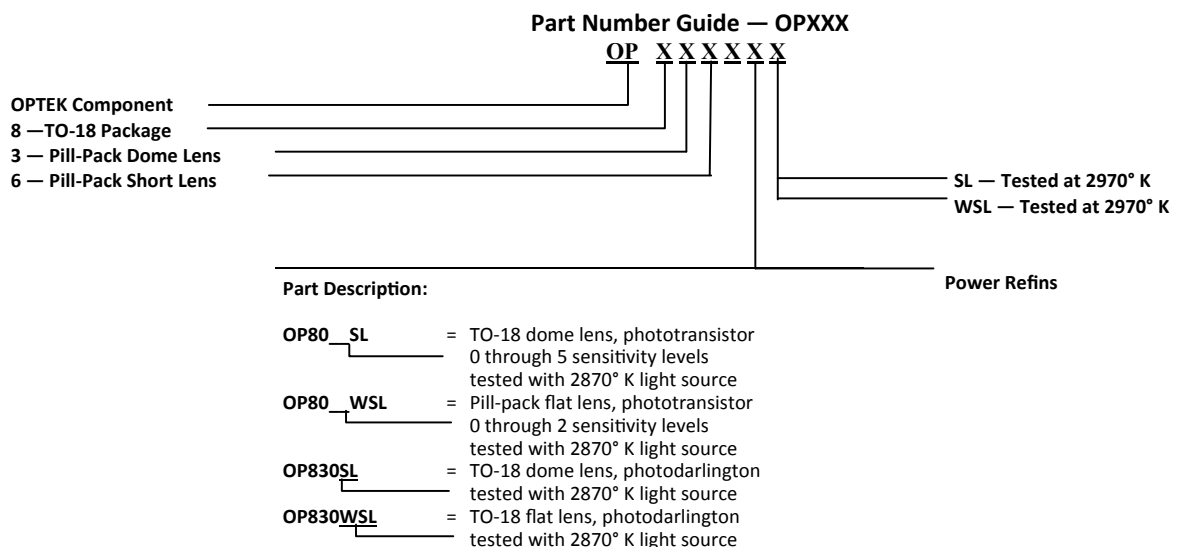 Part Number Guide — OPXXX
OP X X X X X X
OPTEK Component
8 —TO-18 Package
3 — Pill-Pack Dome Lens
6 — Pill-Pack Short Lens
SL — Tested at 2970° K
WSL — Tested at 2970° K
Power Refins
Part Description:
OP80__SL = TO-18 dome lens, phototransistor
0 through 5 sensitivity levels
tested with 2870° K light source
OP80__WSL = Pill-pack flat lens, phototransistor
0 through 2 sensitivity levels
tested with 2870° K light source
OP830SL = TO-18 dome lens, photodarlington
tested with 2870° K light source
OP830WSL = TO-18 flat lens, photodarlington
tested with 2870° K light source